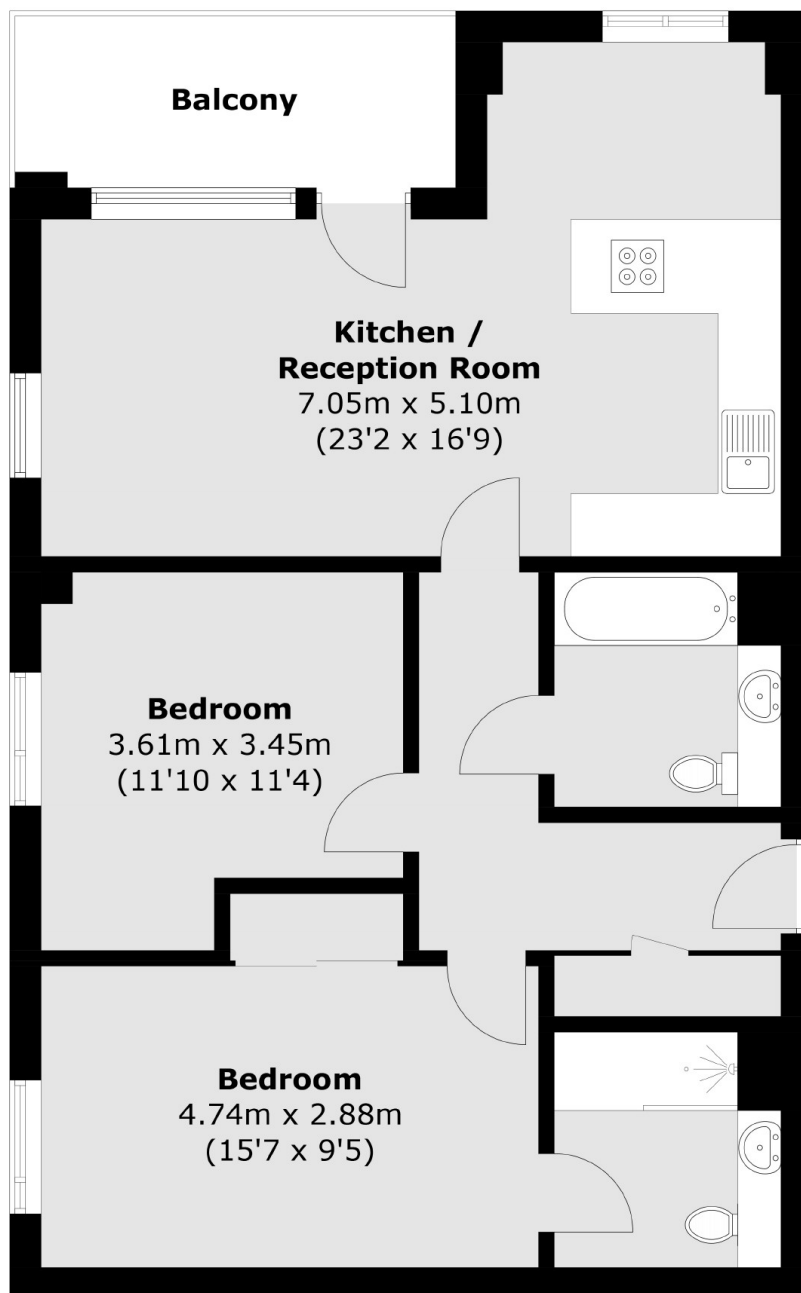 Balcony
Kitchen /
Reception Room
7.05m x 5.10m
(23'2 x 16'9)
Bedroom
3.61m x 3.45m
(11'10 x 11'4)
Bedroom
4.74m x 2.88m
(15'7 x 9'5)